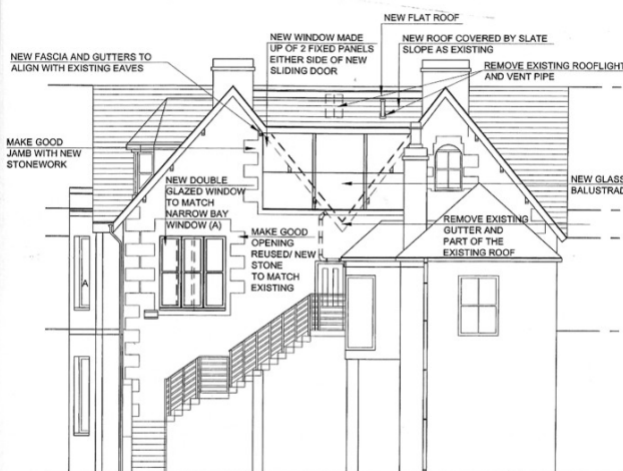 NEW FLAT ROOF
NEW WINDOW MADE
UP OF 2 FIXED PANELS
EITHER SIDE OF NEW
SLIDING DOOR
NEW ROOF COVERED BY SLATE
SLOPE AS EXISTING
NEW FASCIA AND GUTTERS TO
ALIGN WITH EXISTING EAVES
REMOVE EXISTING ROOFLIGHT
AND VENT PIPE
MAKE GOOD
JAMB WITH NEW
STONEWORK
NEW DOUBLE
GLAZED WINDOW
TO MATCH
NARROW BAY
WINDOW (A)
NEW GLASS
BALUSTRAD
MAKE GOOD
OPENING
REUSED/ NEW
STONE
TO MATCH
EXISTING
REMOVE EXISTING
GUTTER AND
PART OF THE
EXISTING ROOF
A